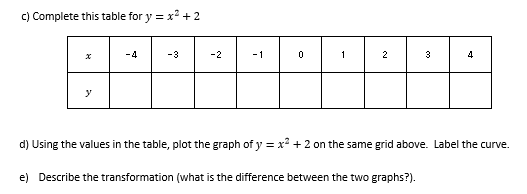 c) Complete this table for y = x² + 2
x -4 -3 -2 -1 0 1 2 3 4
y
d) Using the values in the table, plot the graph of y = x² + 2 on the same grid above. Label the curve.
e) Describe the transformation (what is the difference between the two graphs?).